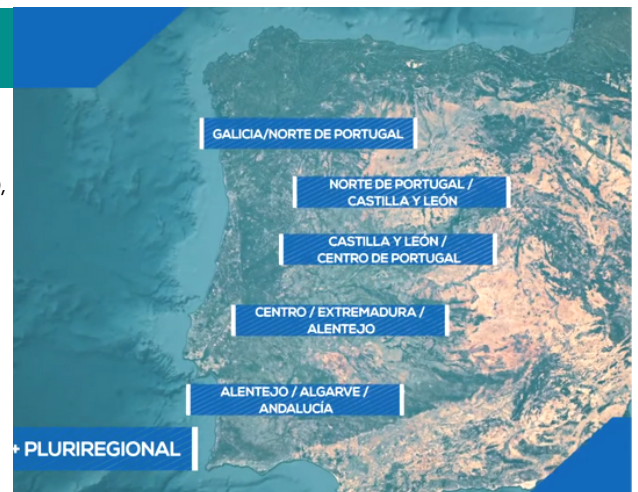 GALICIA/NORTE DE PORTUGAL
NORTE DE PORTUGAL /
CASTILLA Y LEÓN
CASTILLA Y LEÓN /
CENTRO DE PORTUGAL
CENTRO / EXTREMADURA /
ALENTEJO
ALENTEJO / ALGARVE /
ANDALUCÍA
+ PLURIREGIONAL